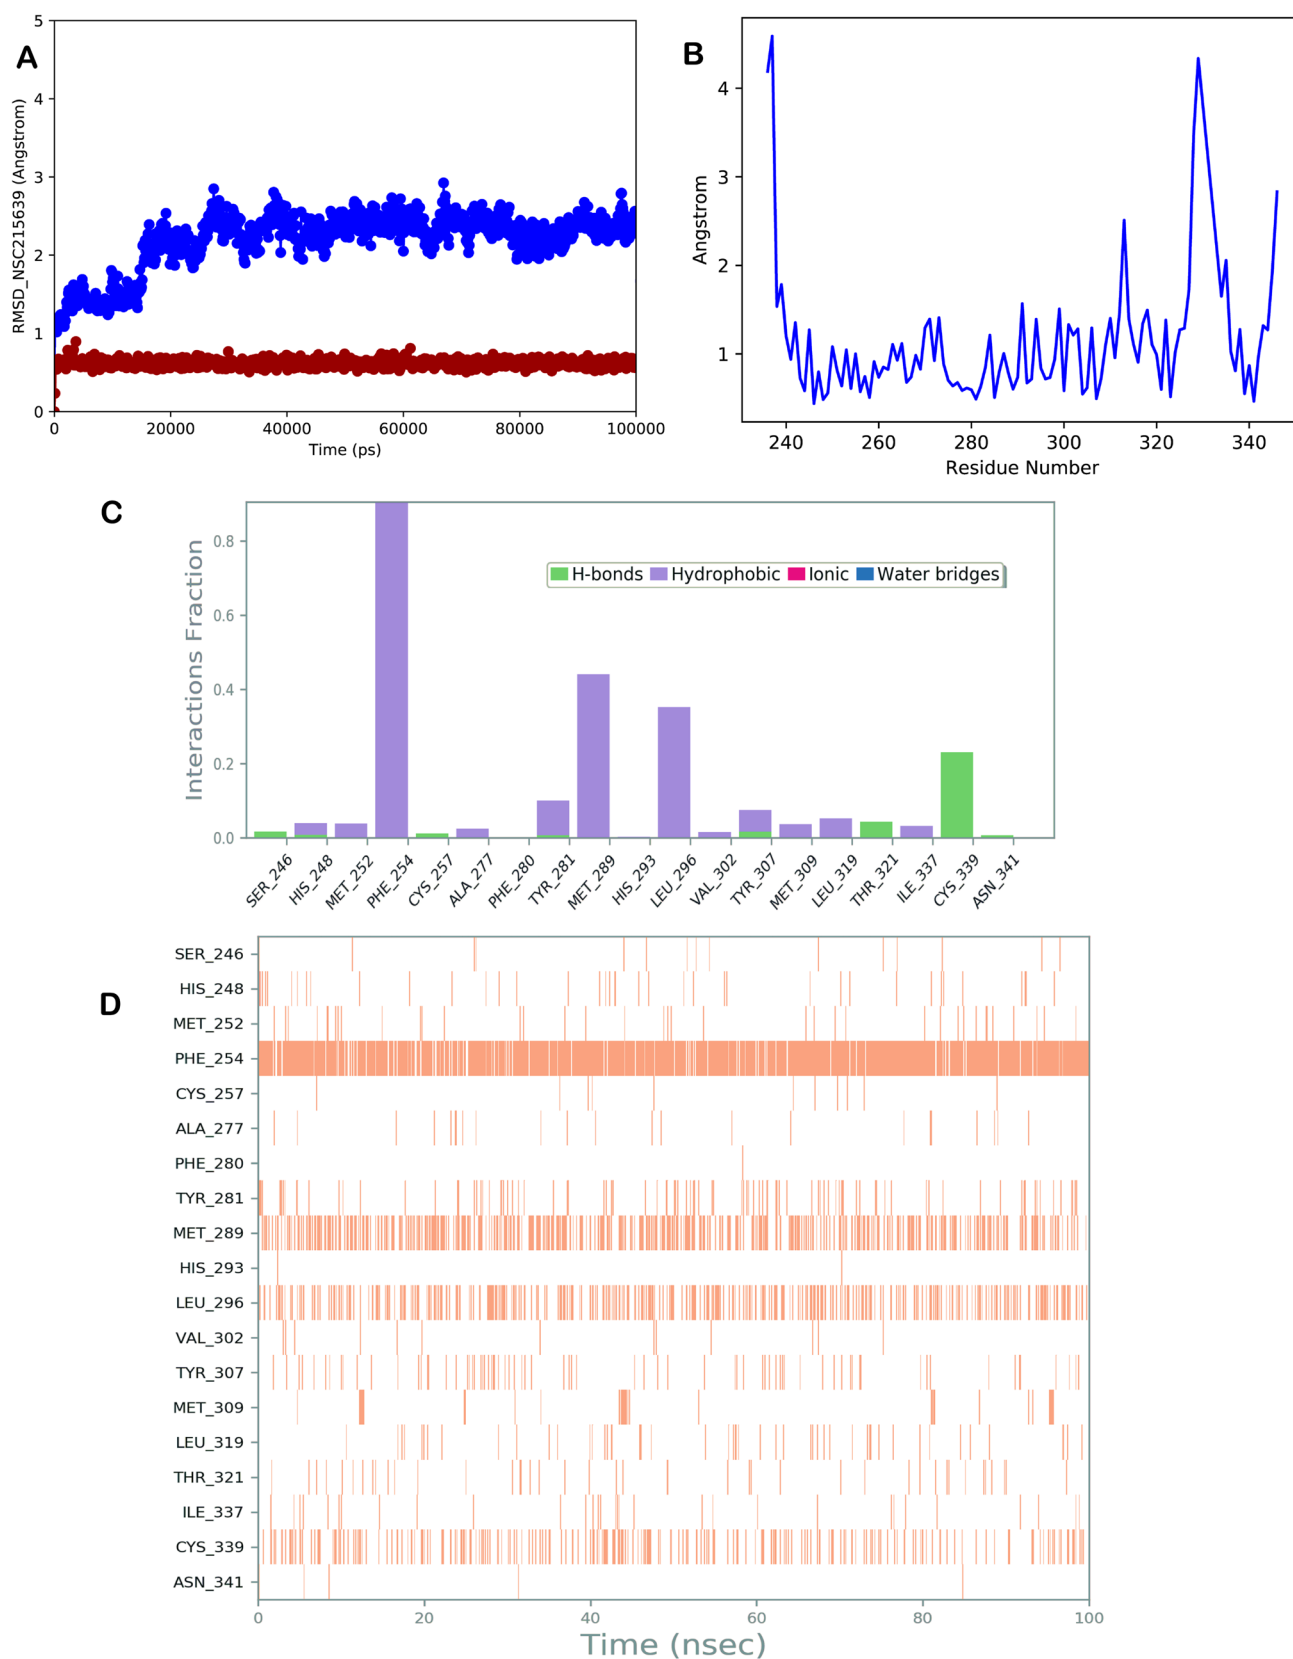 A
RMSD_NSC215639 (Angstrom)
5
4
3
2
1
0
0 20000 40000 60000 80000 100000
Time (ps)
B
Angstrom
4
3
2
1
240 260 280 300 320 340
Residue Number
C
Interactions Fraction
0.8
0.6
0.4
0.2
0.0
H-bonds Hydrophobic Ionic Water bridges
SER_246 HIS_248 MET_252 PHE_254 CYS_257 ALA_277 PHE_280 TYR_281 MET_289 HIS_293 LEU_296 VAL_302 TYR_307 MET_309 LEU_319 THR_321 ILE_337 CYS_339 ASN_341
D
SER_246
HIS_248
MET_252
PHE_254
CYS_257
ALA_277
PHE_280
TYR_281
MET_289
HIS_293
LEU_296
VAL_302
TYR_307
MET_309
LEU_319
THR_321
ILE_337
CYS_339
ASN_341
0 20 40 60 80 100
Time (nsec)